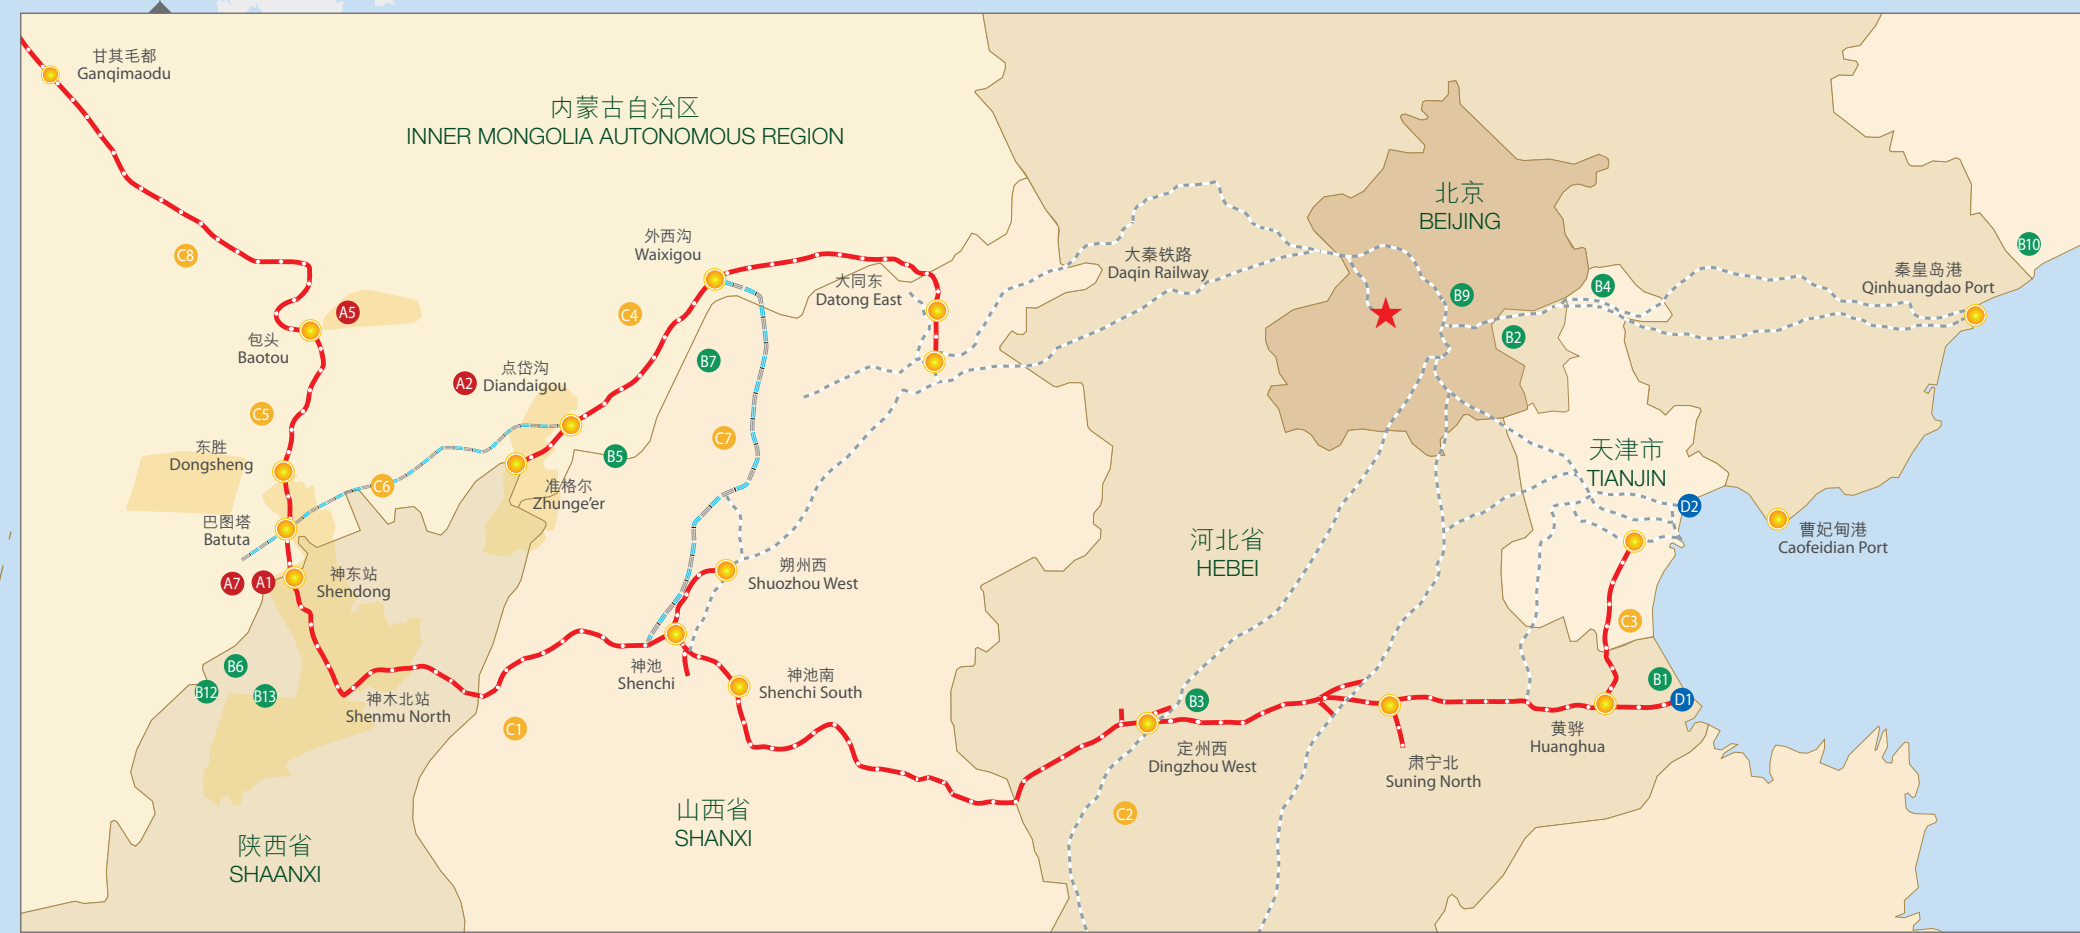 甘其毛都
Ganqimaodu
内蒙古自治区
INNER MONGOLIA AUTONOMOUS REGION
北京
BEIJING
外西沟
Waixigou
大秦铁路
Daqin Railway
B10
C8
秦皇岛港
Qinhuangdao Port
大同东
Datong East
B4
B9
A5
C4
B2
包头
Baotou
B7
点岱沟
Diandaigou
A2
C5
东胜
Dongsheng
C7
B5
天津市
TIANJIN
C6
准格尔
Zhunge'er
D2
巴图塔
Batuta
曹妃甸港
Caofeidian Port
河北省
HEBEI
朔州西
Shuozhou West
神东站
Shendong
A7
A1
C3
B6
B12
B13
神池
Shenchi
神池南
Shenchi South
B1
D1
神木北站
Shenmu North
B3
C1
黄骅
Huanghua
定州西
Dingzhou West
肃宁北
Suning North
C2
山西省
SHANXI
陕西省
SHAANXI